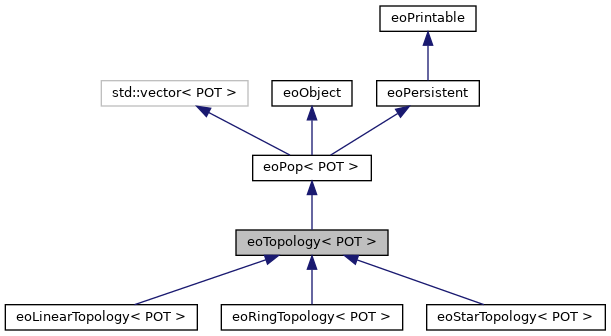 eoPrintable
std::vector< POT >
eoObject
eoPersistent
eoPop< POT >
eoTopology< POT >
eoLinearTopology< POT >
eoRingTopology< POT >
eoStarTopology< POT >